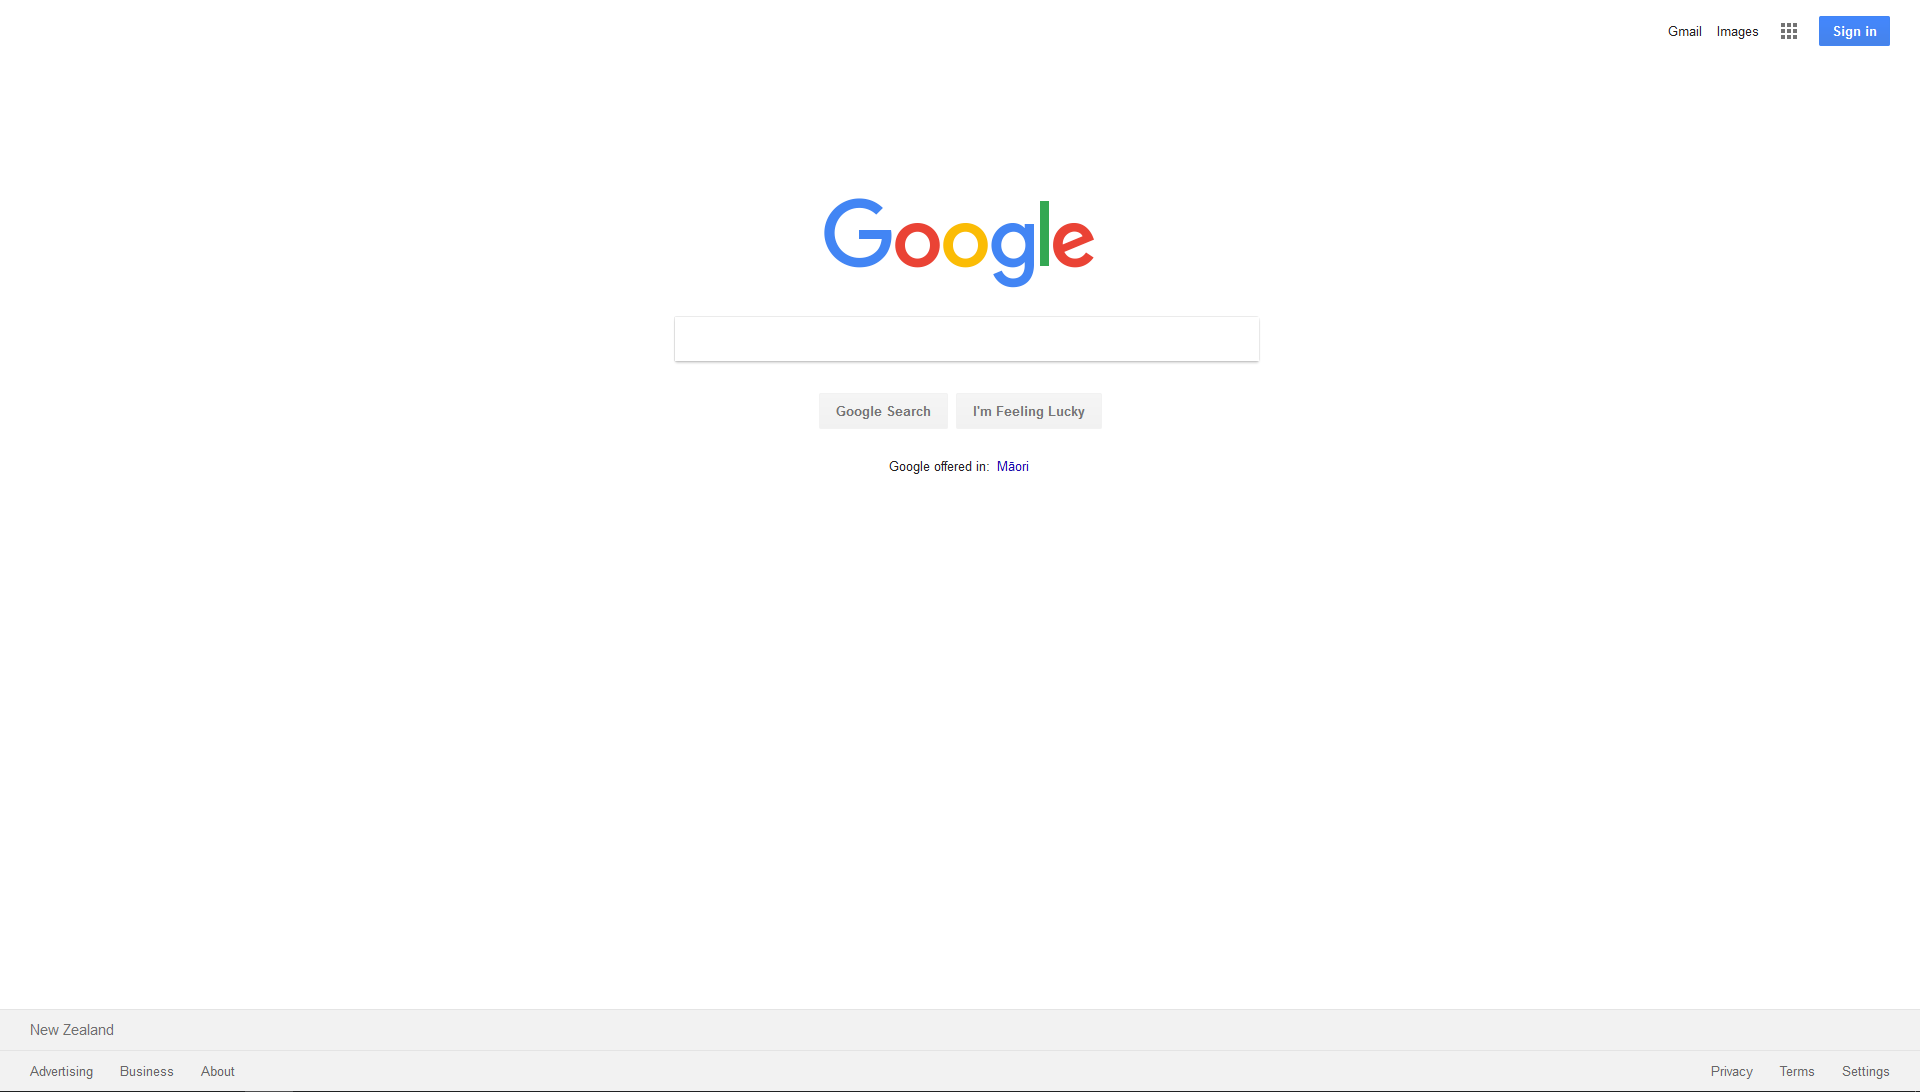 Gmail Images Sign in
Google
Google Search I'm Feeling Lucky
Google offered in: Māori
New Zealand
Advertising Business About Privacy Terms Settings